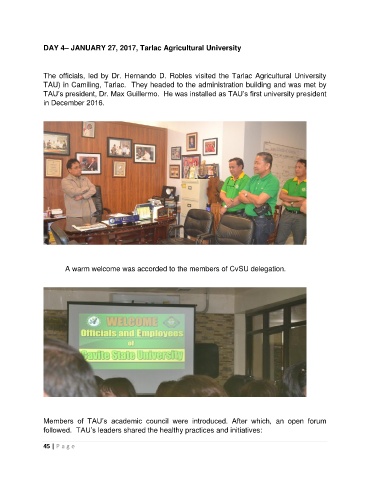 DAY 4– JANUARY 27, 2017, Tarlac Agricultural University
The officials, led by Dr. Hernando D. Robles visited the Tarlac Agricultural University
TAU) in Camiling, Tarlac. They headed to the administration building and was met by
TAU's president, Dr. Max Guillermo. He was installed as TAU's first university president
in December 2016.
A warm welcome was accorded to the members of CvSU delegation.
WELCOME
Officials and Employees
of
Cavite State University
Members of TAU's academic council were introduced. After which, an open forum
followed. TAU's leaders shared the healthy practices and initiatives:
45 | P a g e